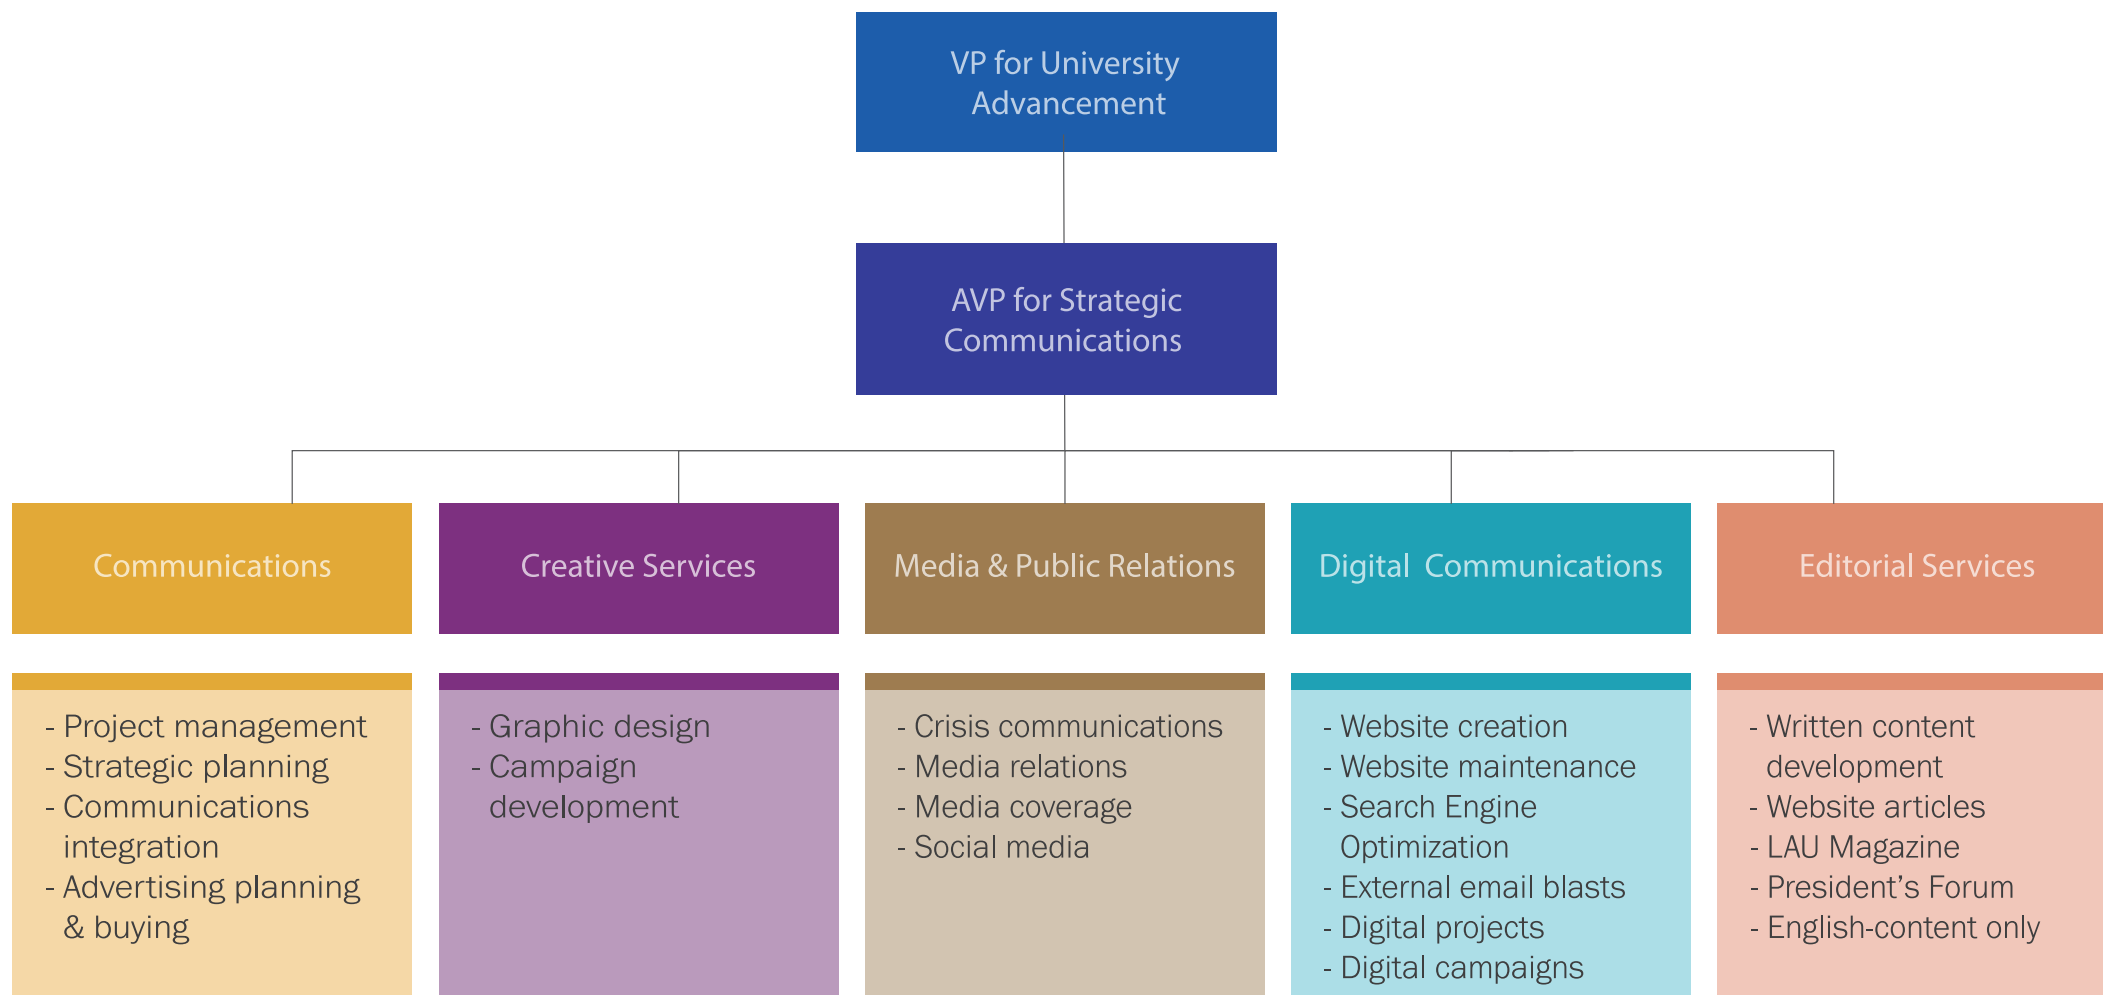 VP for University
Advancement
AVP for Strategic
Communications
Communications
Creative Services
Media & Public Relations
Digital Communications
Editorial Services
- Project management
- Strategic planning
- Communications
integration
- Advertising planning
& buying
- Graphic design
- Campaign
development
- Crisis communications
- Media relations
- Media coverage
- Social media
- Website creation
- Website maintenance
- Search Engine
Optimization
- External email blasts
- Digital projects
- Digital campaigns
- Written content
development
- Website articles
- LAU Magazine
- President’s Forum
- English-content only